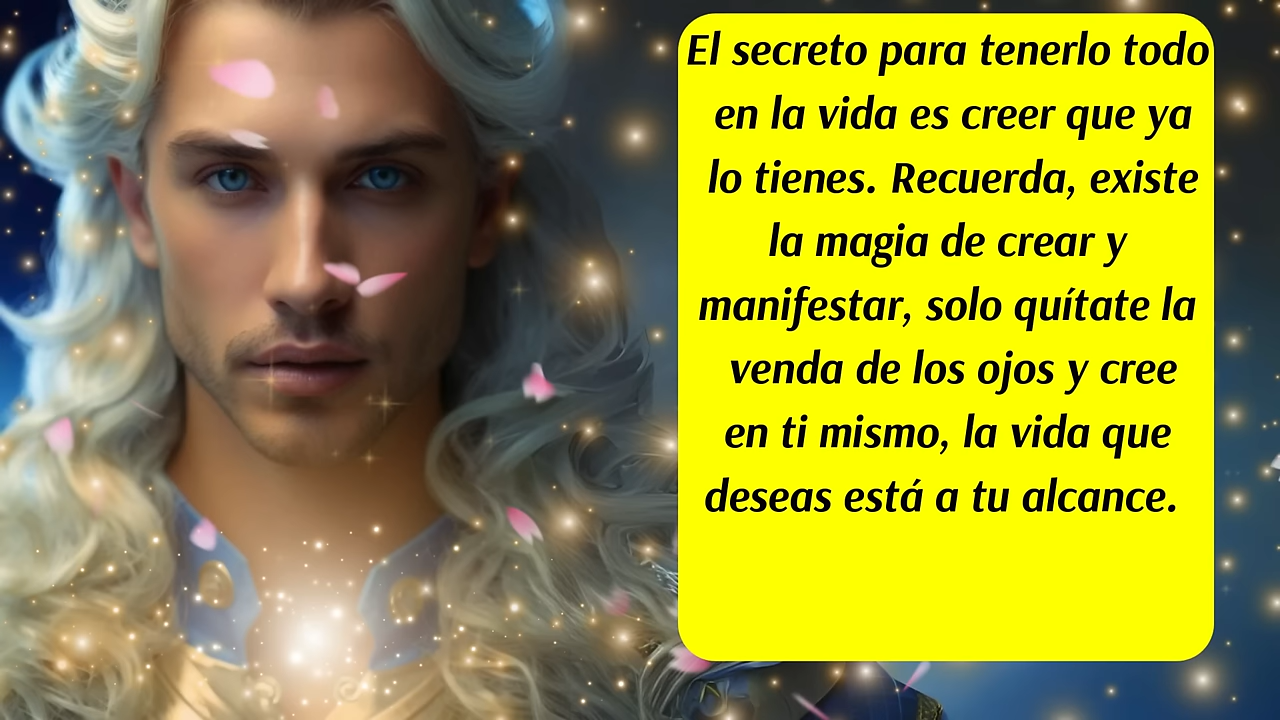 El secreto para tenerlo todo
en la vida es creer que ya
lo tienes. Recuerda, existe
la magia de crear y
manifestar, solo quítate la
venda de los ojos y cree
en ti mismo, la vida que
deseas está a tu alcance.